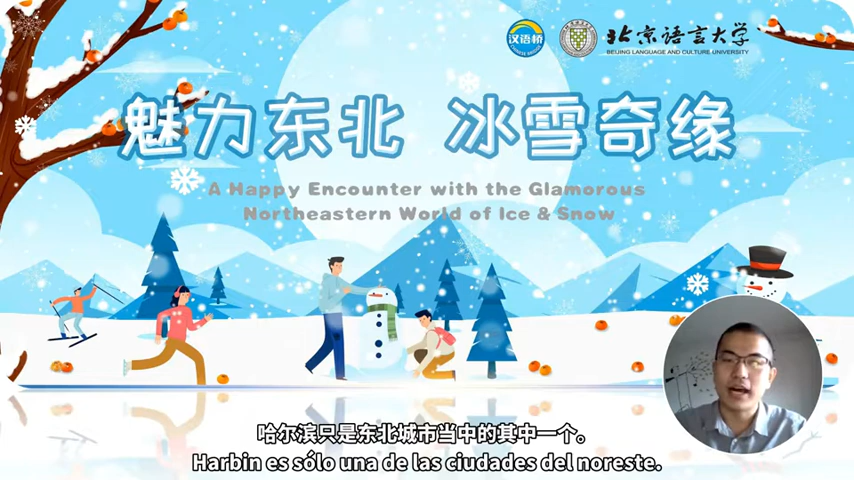 汉语桥
CHINESE BRIDGE
北京语言大学
BEIJING LANGUAGE AND CULTURE UNIVERSITY
魅力东北 冰雪奇缘
A Happy Encounter with the Glamorous
Northeastern World of Ice & Snow
哈尔滨只是东北城市当中的其中一个。
Harbin es sólo una de las ciudades del noreste.